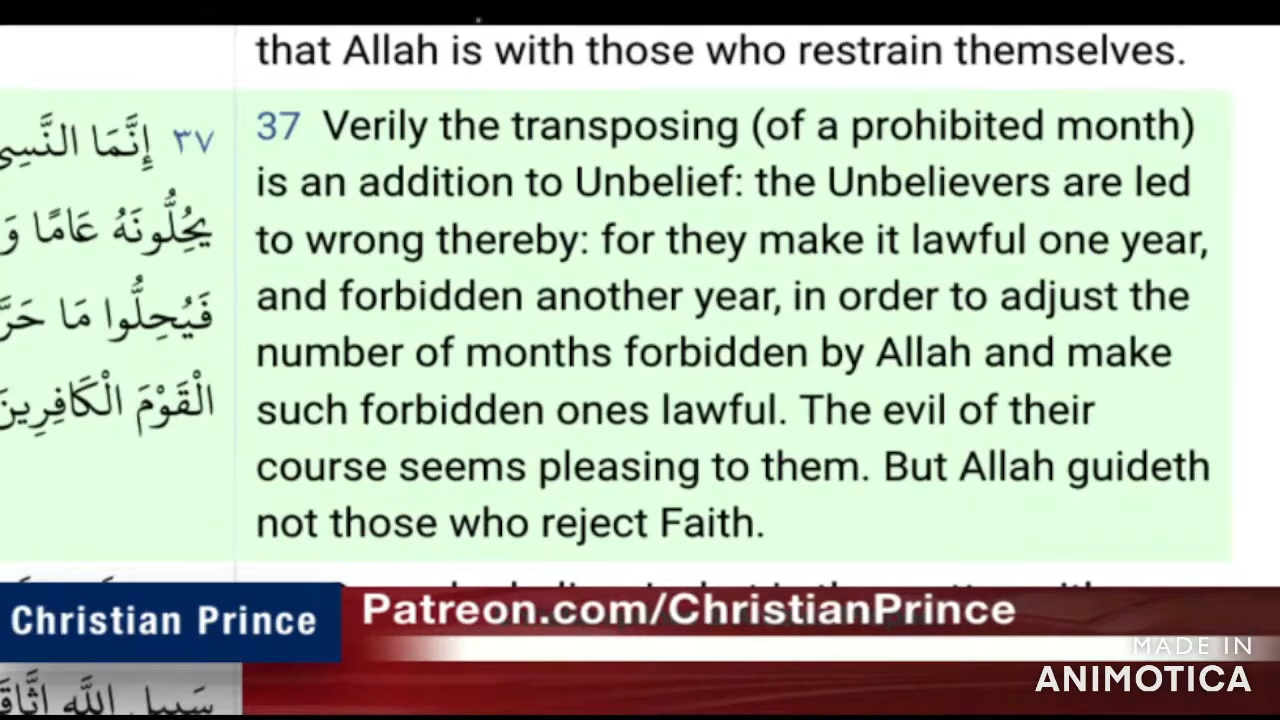 that Allah is with those who restrain themselves.
٣٧ إِنَّمَا
37 Verily the transposing (of a prohibited month)
is an addition to Unbelief: the Unbelievers are led
يُحِلُّونَهُ عَامًا
to wrong thereby: for they make it lawful one year,
and forbidden another year, in order to adjust the
فَيُحِلُّوا مَا
number of months forbidden by Allah and make
الْقَوْمَ الْكَافِرِينَ
such forbidden ones lawful. The evil of their
course seems pleasing to them. But Allah guideth
not those who reject Faith.
Christian Prince
Patreon.com/ChristianPrince
MADE IN
ANIMOTICA
سَبِيلِ اللَّهِ